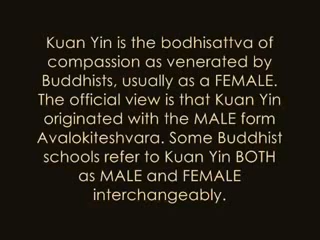 Kuan Yin is the bodhisattva of
compassion as venerated by
Buddhists, usually as a FEMALE.
The official view is that Kuan Yin
originated with the MALE form
Avalokiteshvara. Some Buddhist
schools refer to Kuan Yin BOTH
as MALE and FEMALE
interchangeably.